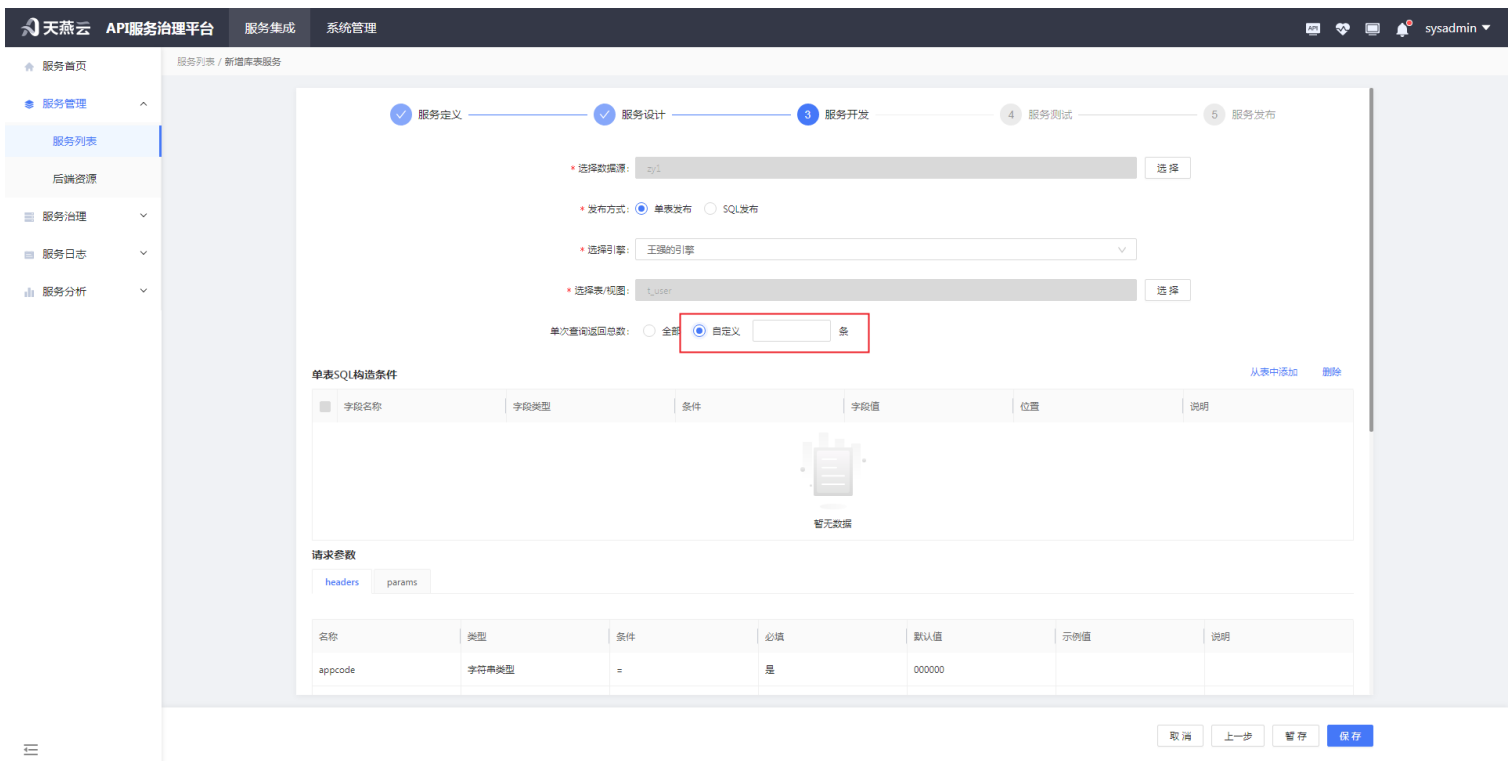 天燕云 API服务治理平台 服务集成 系统管理 API sysadmin
服务首页
服务管理
服务列表
后端资源
服务治理
服务日志
服务分析
服务列表 / 新增库表服务
服务定义 服务设计 3 服务开发 4 服务测试 5 服务发布
* 选择数据源: zy1 选择
* 发布方式: 单表发布 SQL发布
* 选择引擎: 王强的引擎
* 选择表/视图: t_user 选择
单次查询返回总数: 全部 自定义 条
单表SQL构造条件 从表中添加 删除
字段名称 字段类型 条件 字段值 位置 说明
暂无数据
请求参数
headers params
名称 类型 条件 必填 默认值 示例值 说明
appcode 字符串类型 = 是 000000
取消 上一步 暂存 保存